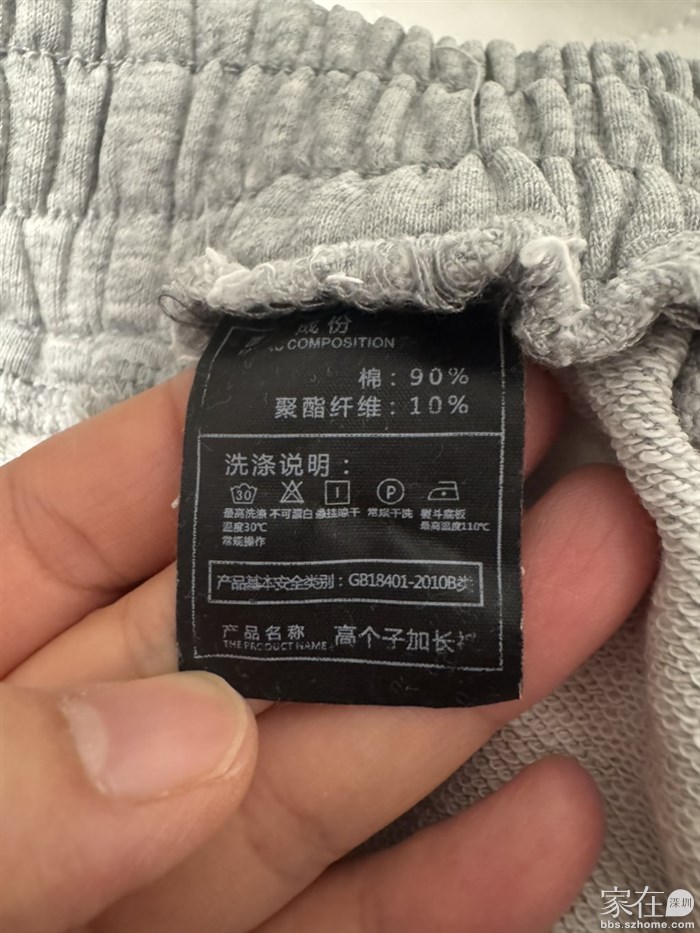 成份
COMPOSITION
棉：90%
聚酯纤维：10%
洗涤说明：
30 P
最高洗涤 不可漂白 悬挂晾干 常规干洗 熨斗底板
温度30℃ 最高温度110℃
常规操作
产品基本安全类别：GB18401-2010B类
产品名称 高个子加长裤
THE PRODUCT NAME
家在深圳
bbs.szhome.com